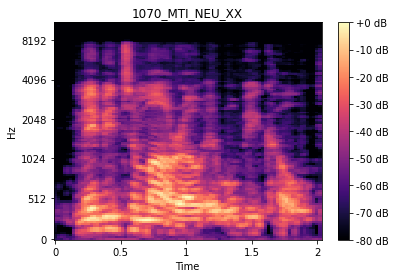 1070_MTI_NEU_XX
+0 dB
8192
-10 dB
4096
-20 dB
-30 dB
2048
Hz
-40 dB
1024
-50 dB
512
-60 dB
-70 dB
0
-80 dB
0 0.5 1 1.5 2
Time